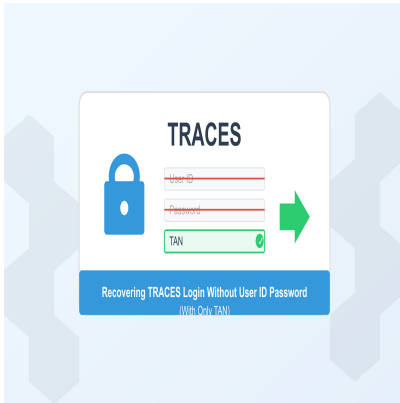 TRACES
User ID
Password
TAN
Recovering TRACES Login Without User ID Password
(With Only TAN)